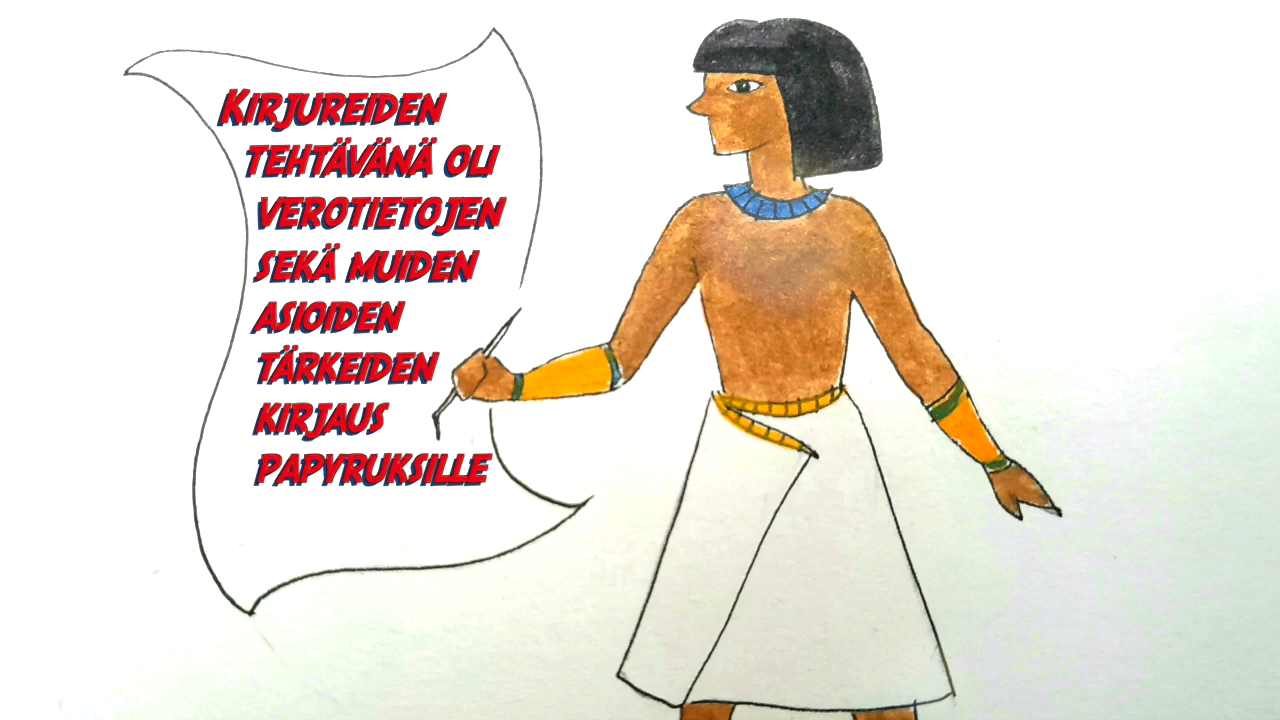 Kirjureiden
tehtävänä oli
verotietojen
sekä muiden
asioiden
tärkeiden
kirjaus
papyruksille